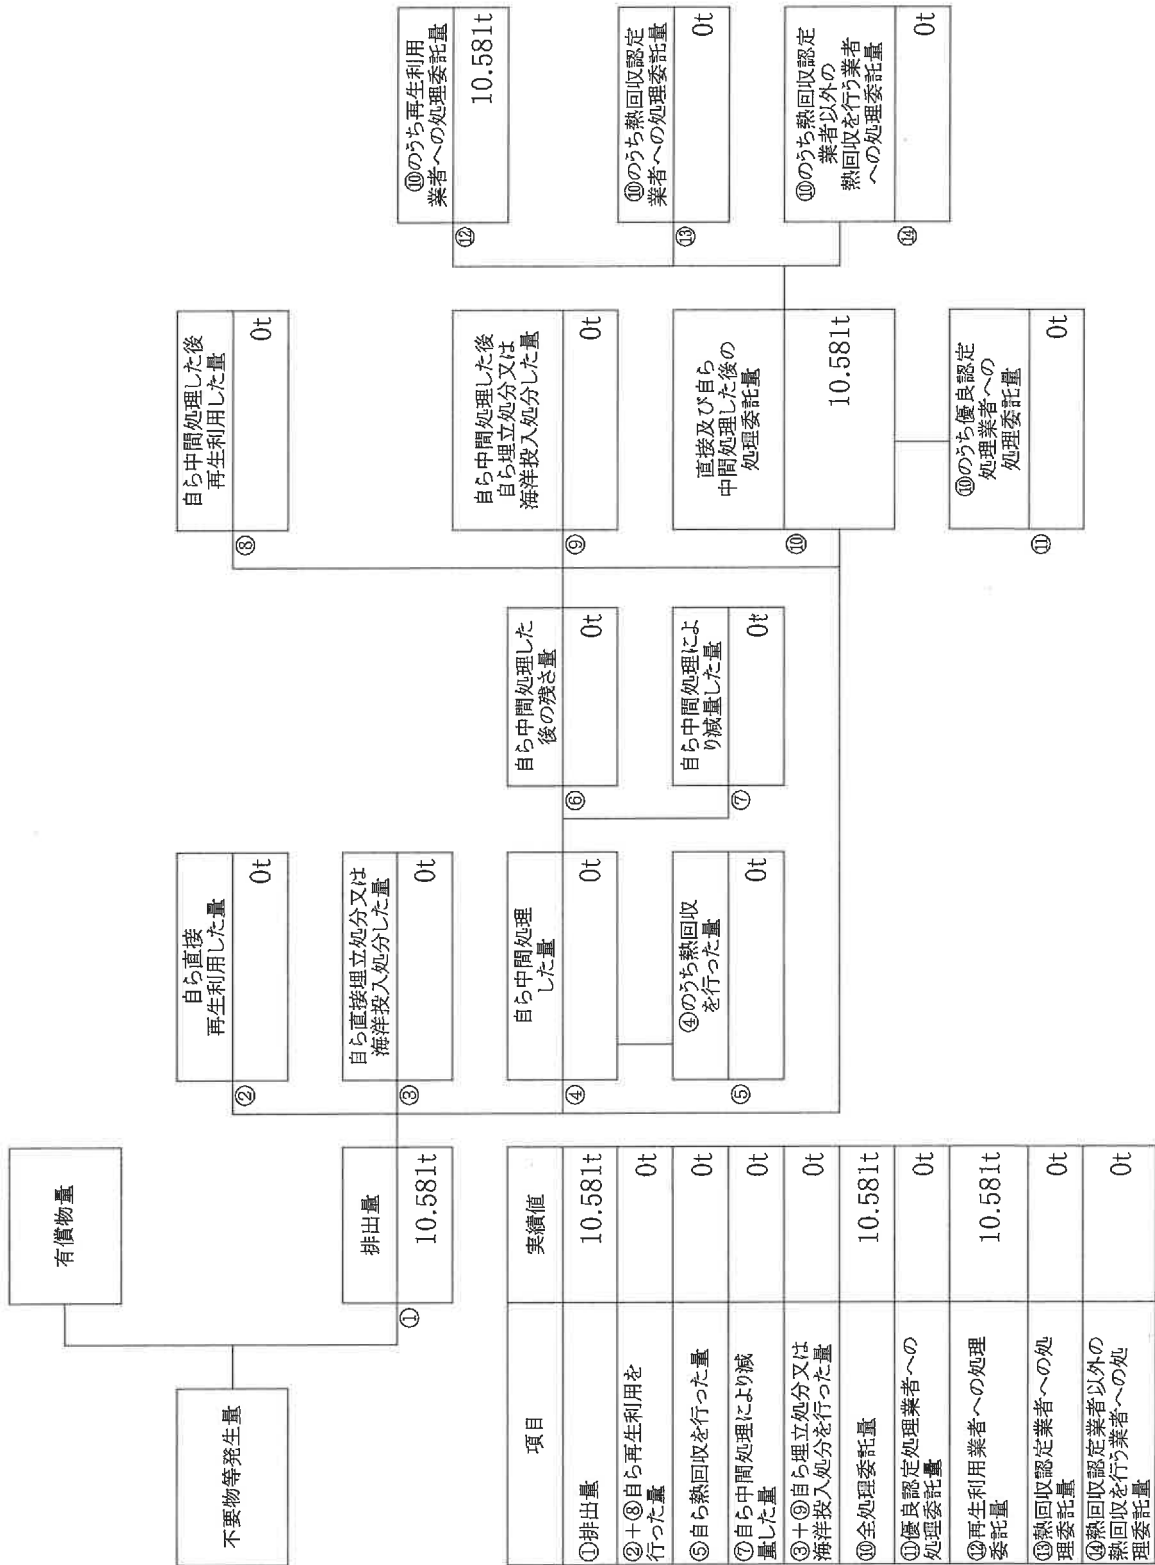 不要物等発生量
有償物量
排出量
①
10.581t
自ら直接
再生利用した量
②
0t
自ら直接埋立処分又は
海洋投入処分した量
③
0t
自ら中間処理
した量
④
0t
④のうち熱回収
を行った量
⑤
0t
自ら中間処理した
後の残さ量
⑥
0t
自ら中間処理によ
り減量した量
⑦
0t
自ら中間処理した後
再生利用した量
⑧
0t
自ら中間処理した後
自ら埋立処分又は
海洋投入処分した量
⑨
0t
直接及び自ら
中間処理した後の
処理委託量
⑩
10.581t
⑩のうち優良認定
処理業者への
処理委託量
⑪
0t
⑩のうち再生利用
業者への処理委託量
⑫
10.581t
⑩のうち熱回収認定
業者への処理委託量
⑬
0t
⑩のうち熱回収認定
業者以外の
熱回収を行う業者
への処理委託量
⑭
0t
項目 実績値
①排出量 10.581t
②+⑧自ら再生利用を
行った量 0t
⑤自ら熱回収を行った量 0t
⑦自ら中間処理により減
量した量 0t
③+⑨自ら埋立処分又は
海洋投入処分を行った量 0t
⑩全処理委託量 10.581t
⑪優良認定処理業者への
処理委託量 0t
⑫再生利用業者への処理
委託量 10.581t
⑬熱回収認定業者への処
理委託量 0t
⑭熱回収認定業者以外の
熱回収を行う業者への処
理委託量 0t